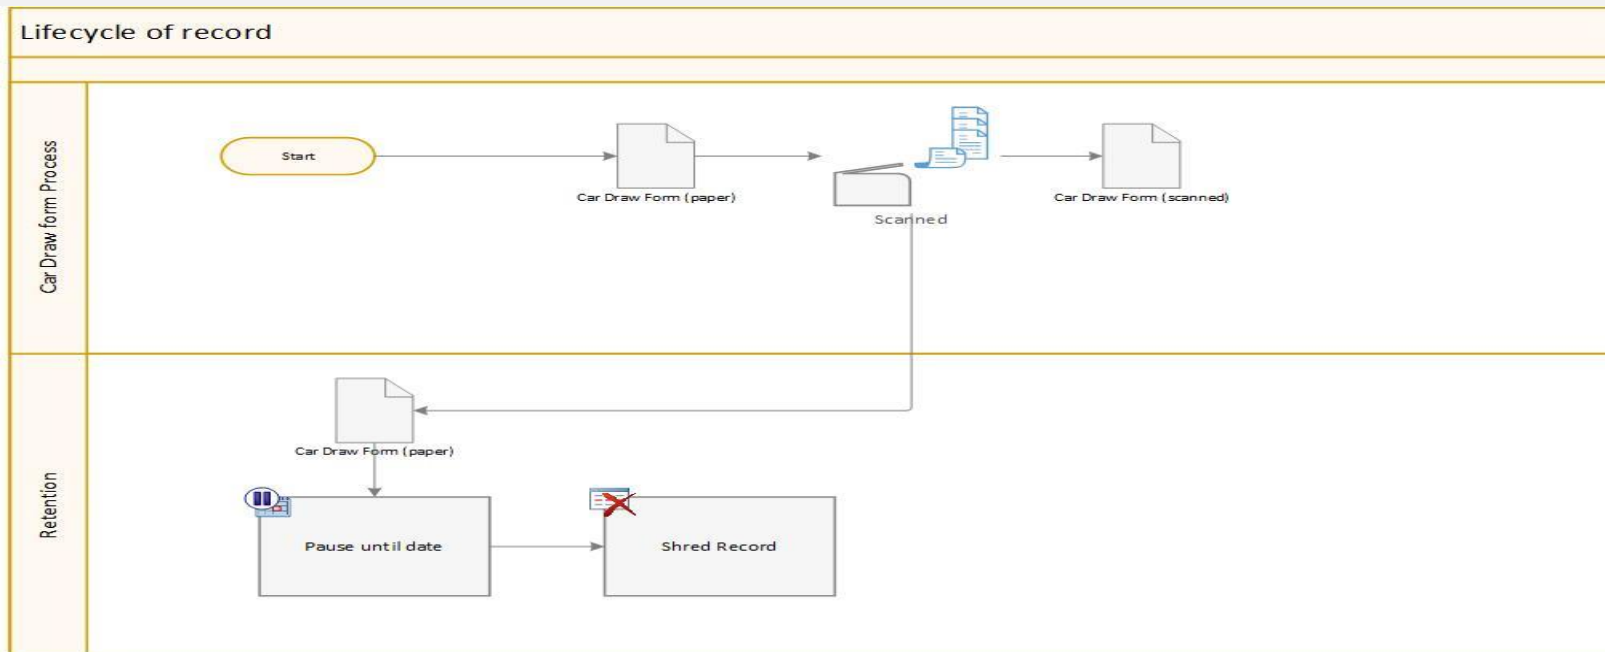 Lifecycle of record
Car Draw form Process
Start
Car Draw Form (paper)
Scanned
Car Draw Form (scanned)
Retention
Car Draw Form (paper)
Pause until date
Shred Record